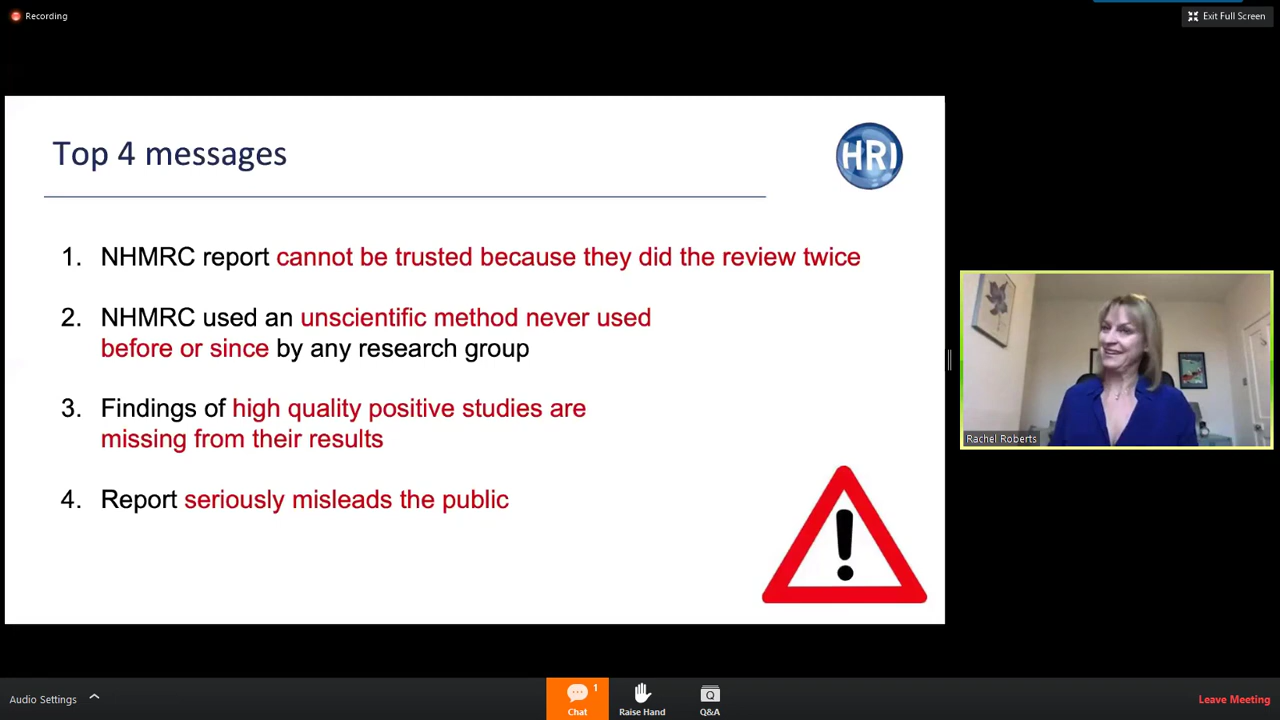 Recording
Exit Full Screen
Top 4 messages
HRI
1. NHMRC report cannot be trusted because they did the review twice
2. NHMRC used an unscientific method never used
before or since by any research group
3. Findings of high quality positive studies are
missing from their results
4. Report seriously misleads the public
!
Rachel Roberts
Audio Settings
1
Chat
Raise Hand
Q
Q&A
Leave Meeting